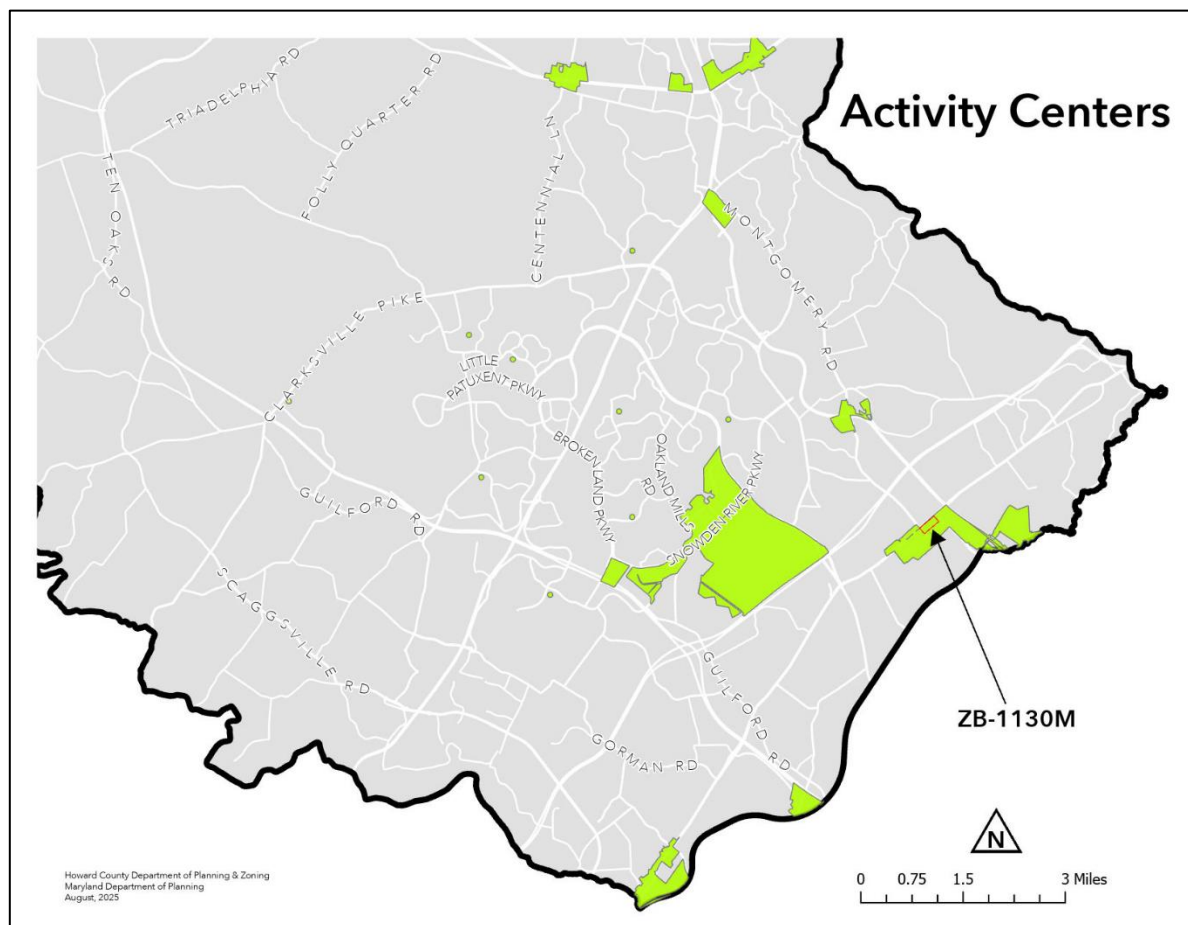 Activity Centers
TRIADELPHIA RD
FOLLY QUARTER RD
TEN OAKS RD
CENTENNIAL LN
MONTGOMERY RD
CLARKSVILLE PIKE
LITTLE
PATUXENT PKWY
BROKEN LAND PKWY
OAKLAND MILLS
RD
SNOWDEN RIVER PKWY
GUILFORD RD
SCAGGSVILLE RD
GUILFORD RD
GORMAN RD
ZB-1130M
N
0 0.75 1.5 3 Miles
Howard County Department of Planning & Zoning
Maryland Department of Planning
August, 2025